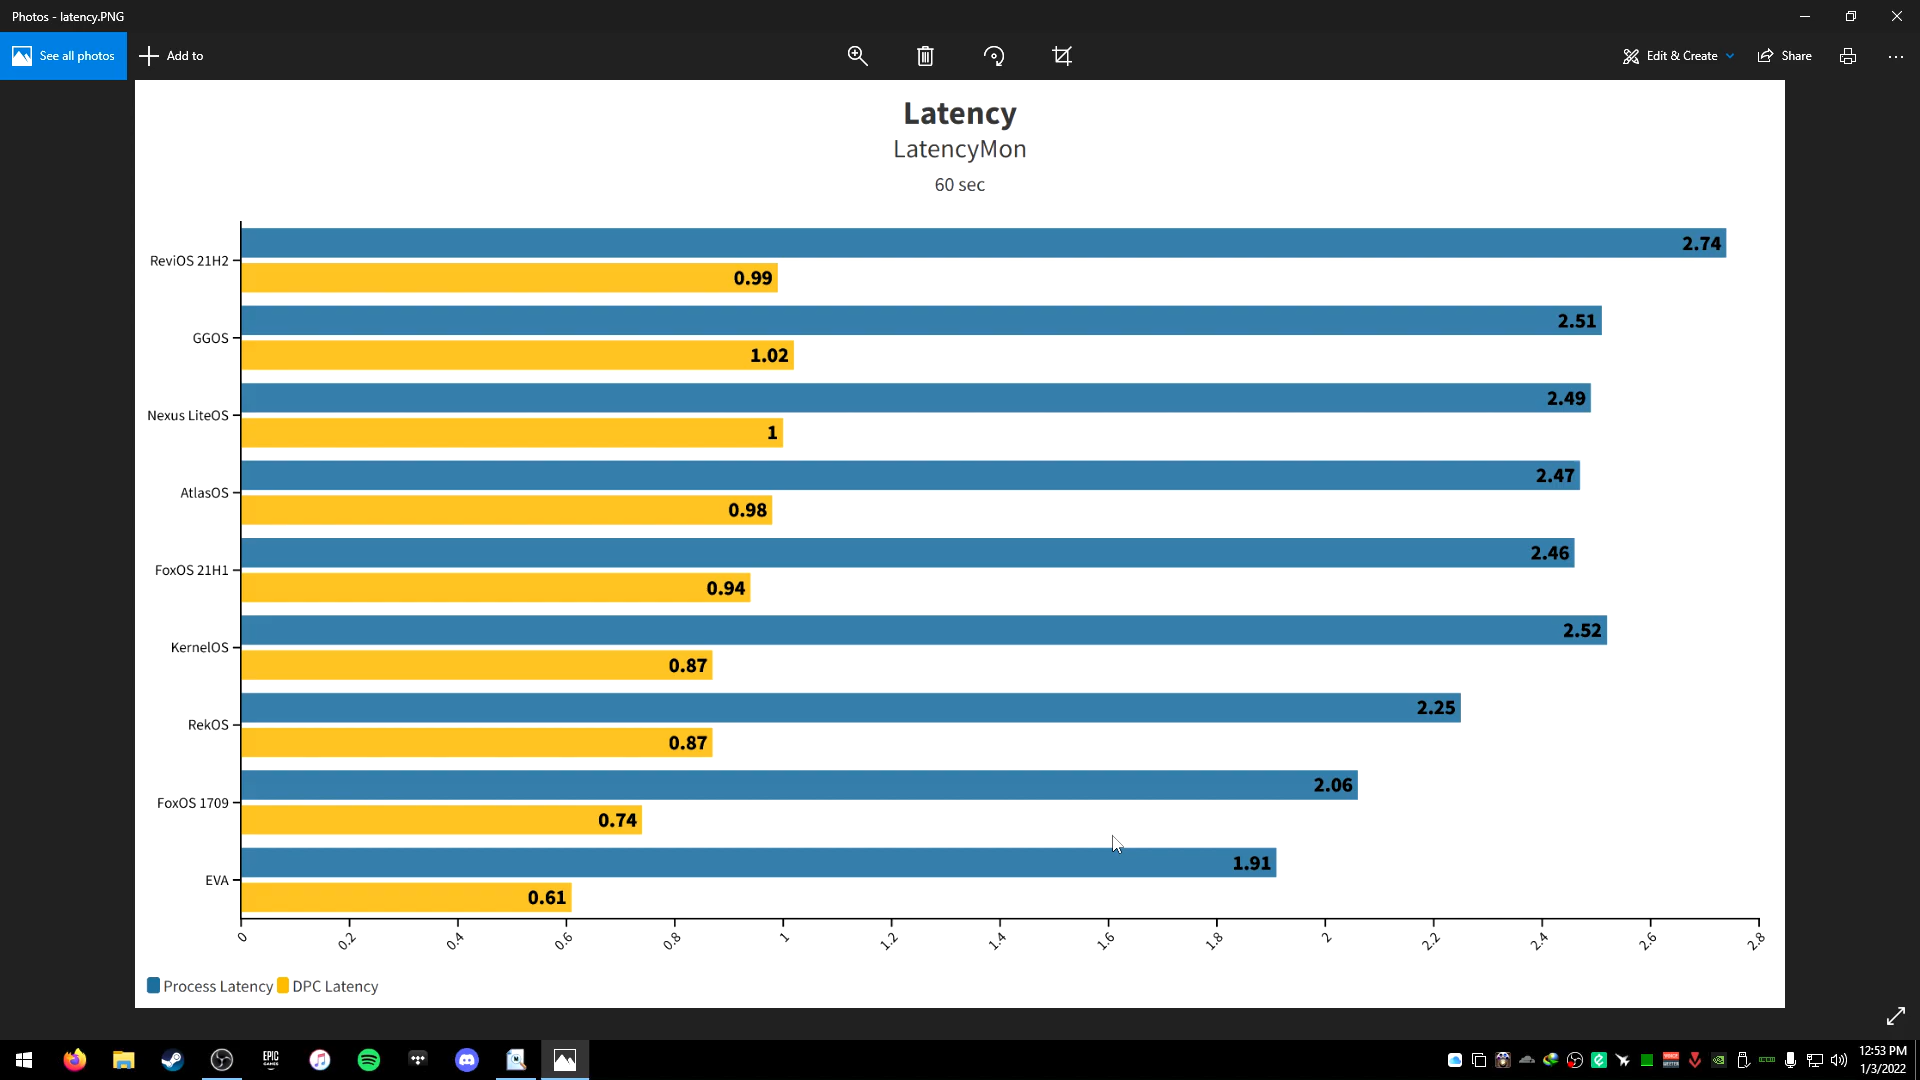 Photos - latency.PNG
See all photos
Add to
Edit & Create
Share
Latency
LatencyMon
60 sec
ReviOS 21H2
2.74
0.99
GGOS
2.51
1.02
Nexus LiteOS
2.49
1
AtlasOS
2.47
0.98
FoxOS 21H1
2.46
0.94
KernelOS
2.52
0.87
RekOS
2.25
0.87
FoxOS 1709
2.06
0.74
EVA
1.91
0.61
0 0.2 0.4 0.6 0.8 1 1.2 1.4 1.6 1.8 2 2.2 2.4 2.6 2.8
Process Latency DPC Latency
EPIC
GAMES
12:53 PM
1/3/2022